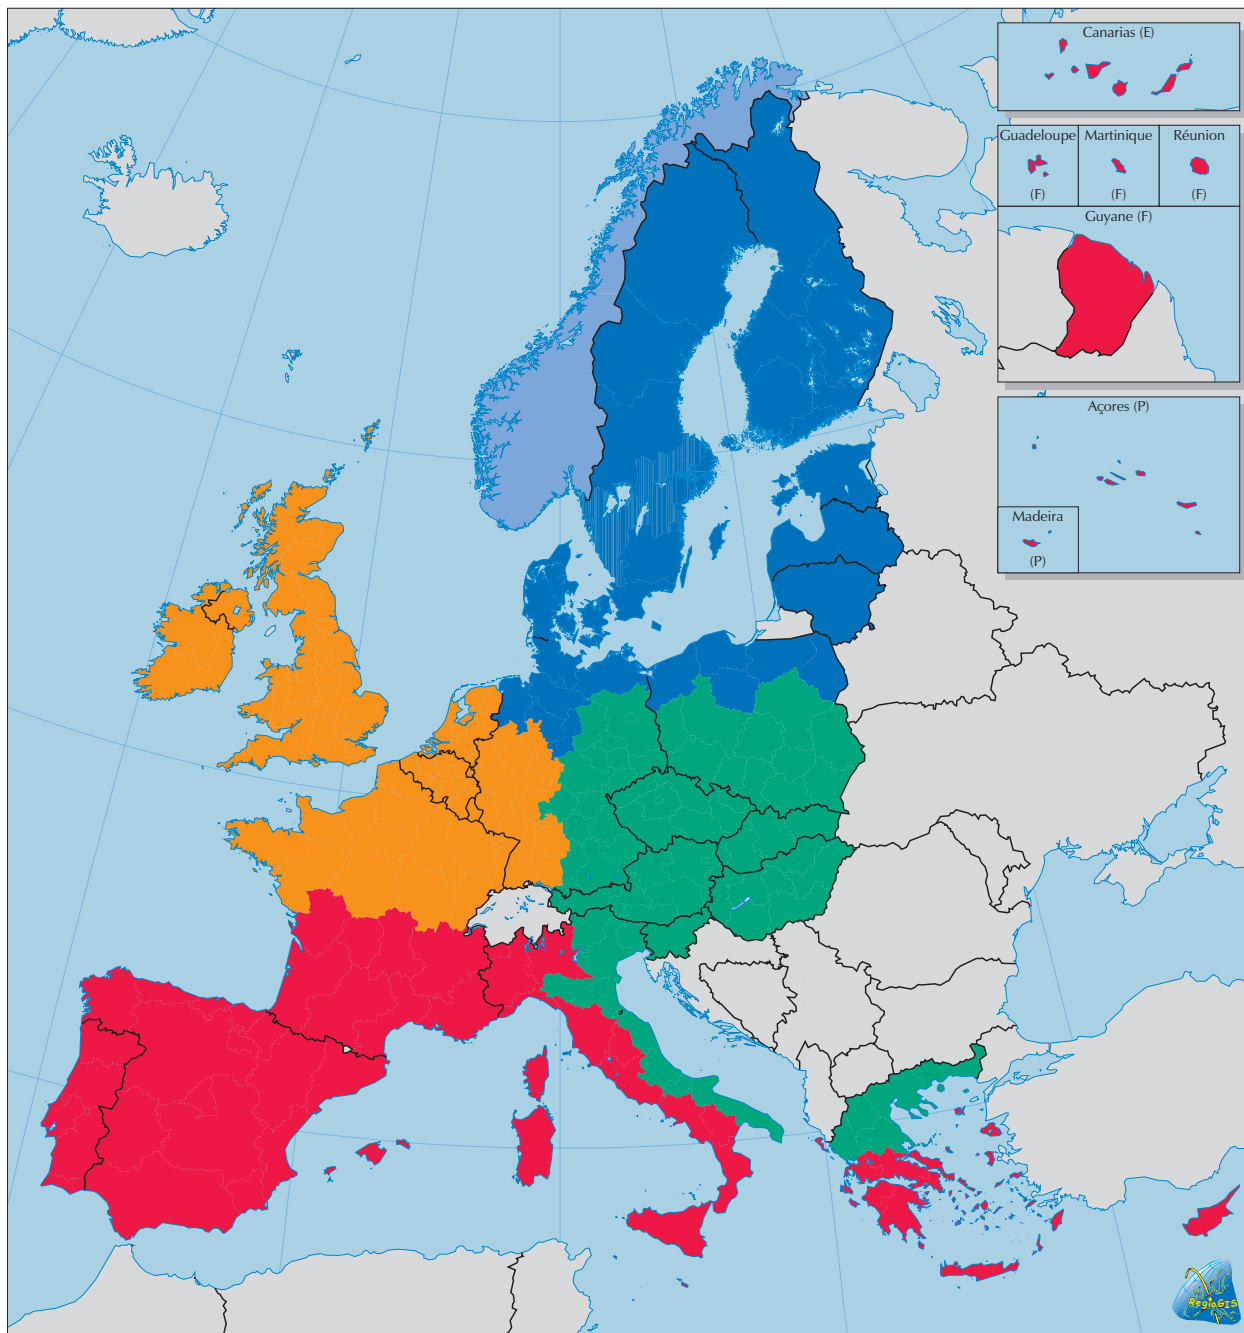 Canarias (E)
Guadeloupe
Martinique
Réunion
(F)
(F)
(F)
Guyane (F)
Açores (P)
Madeira
(P)
RegioGIS